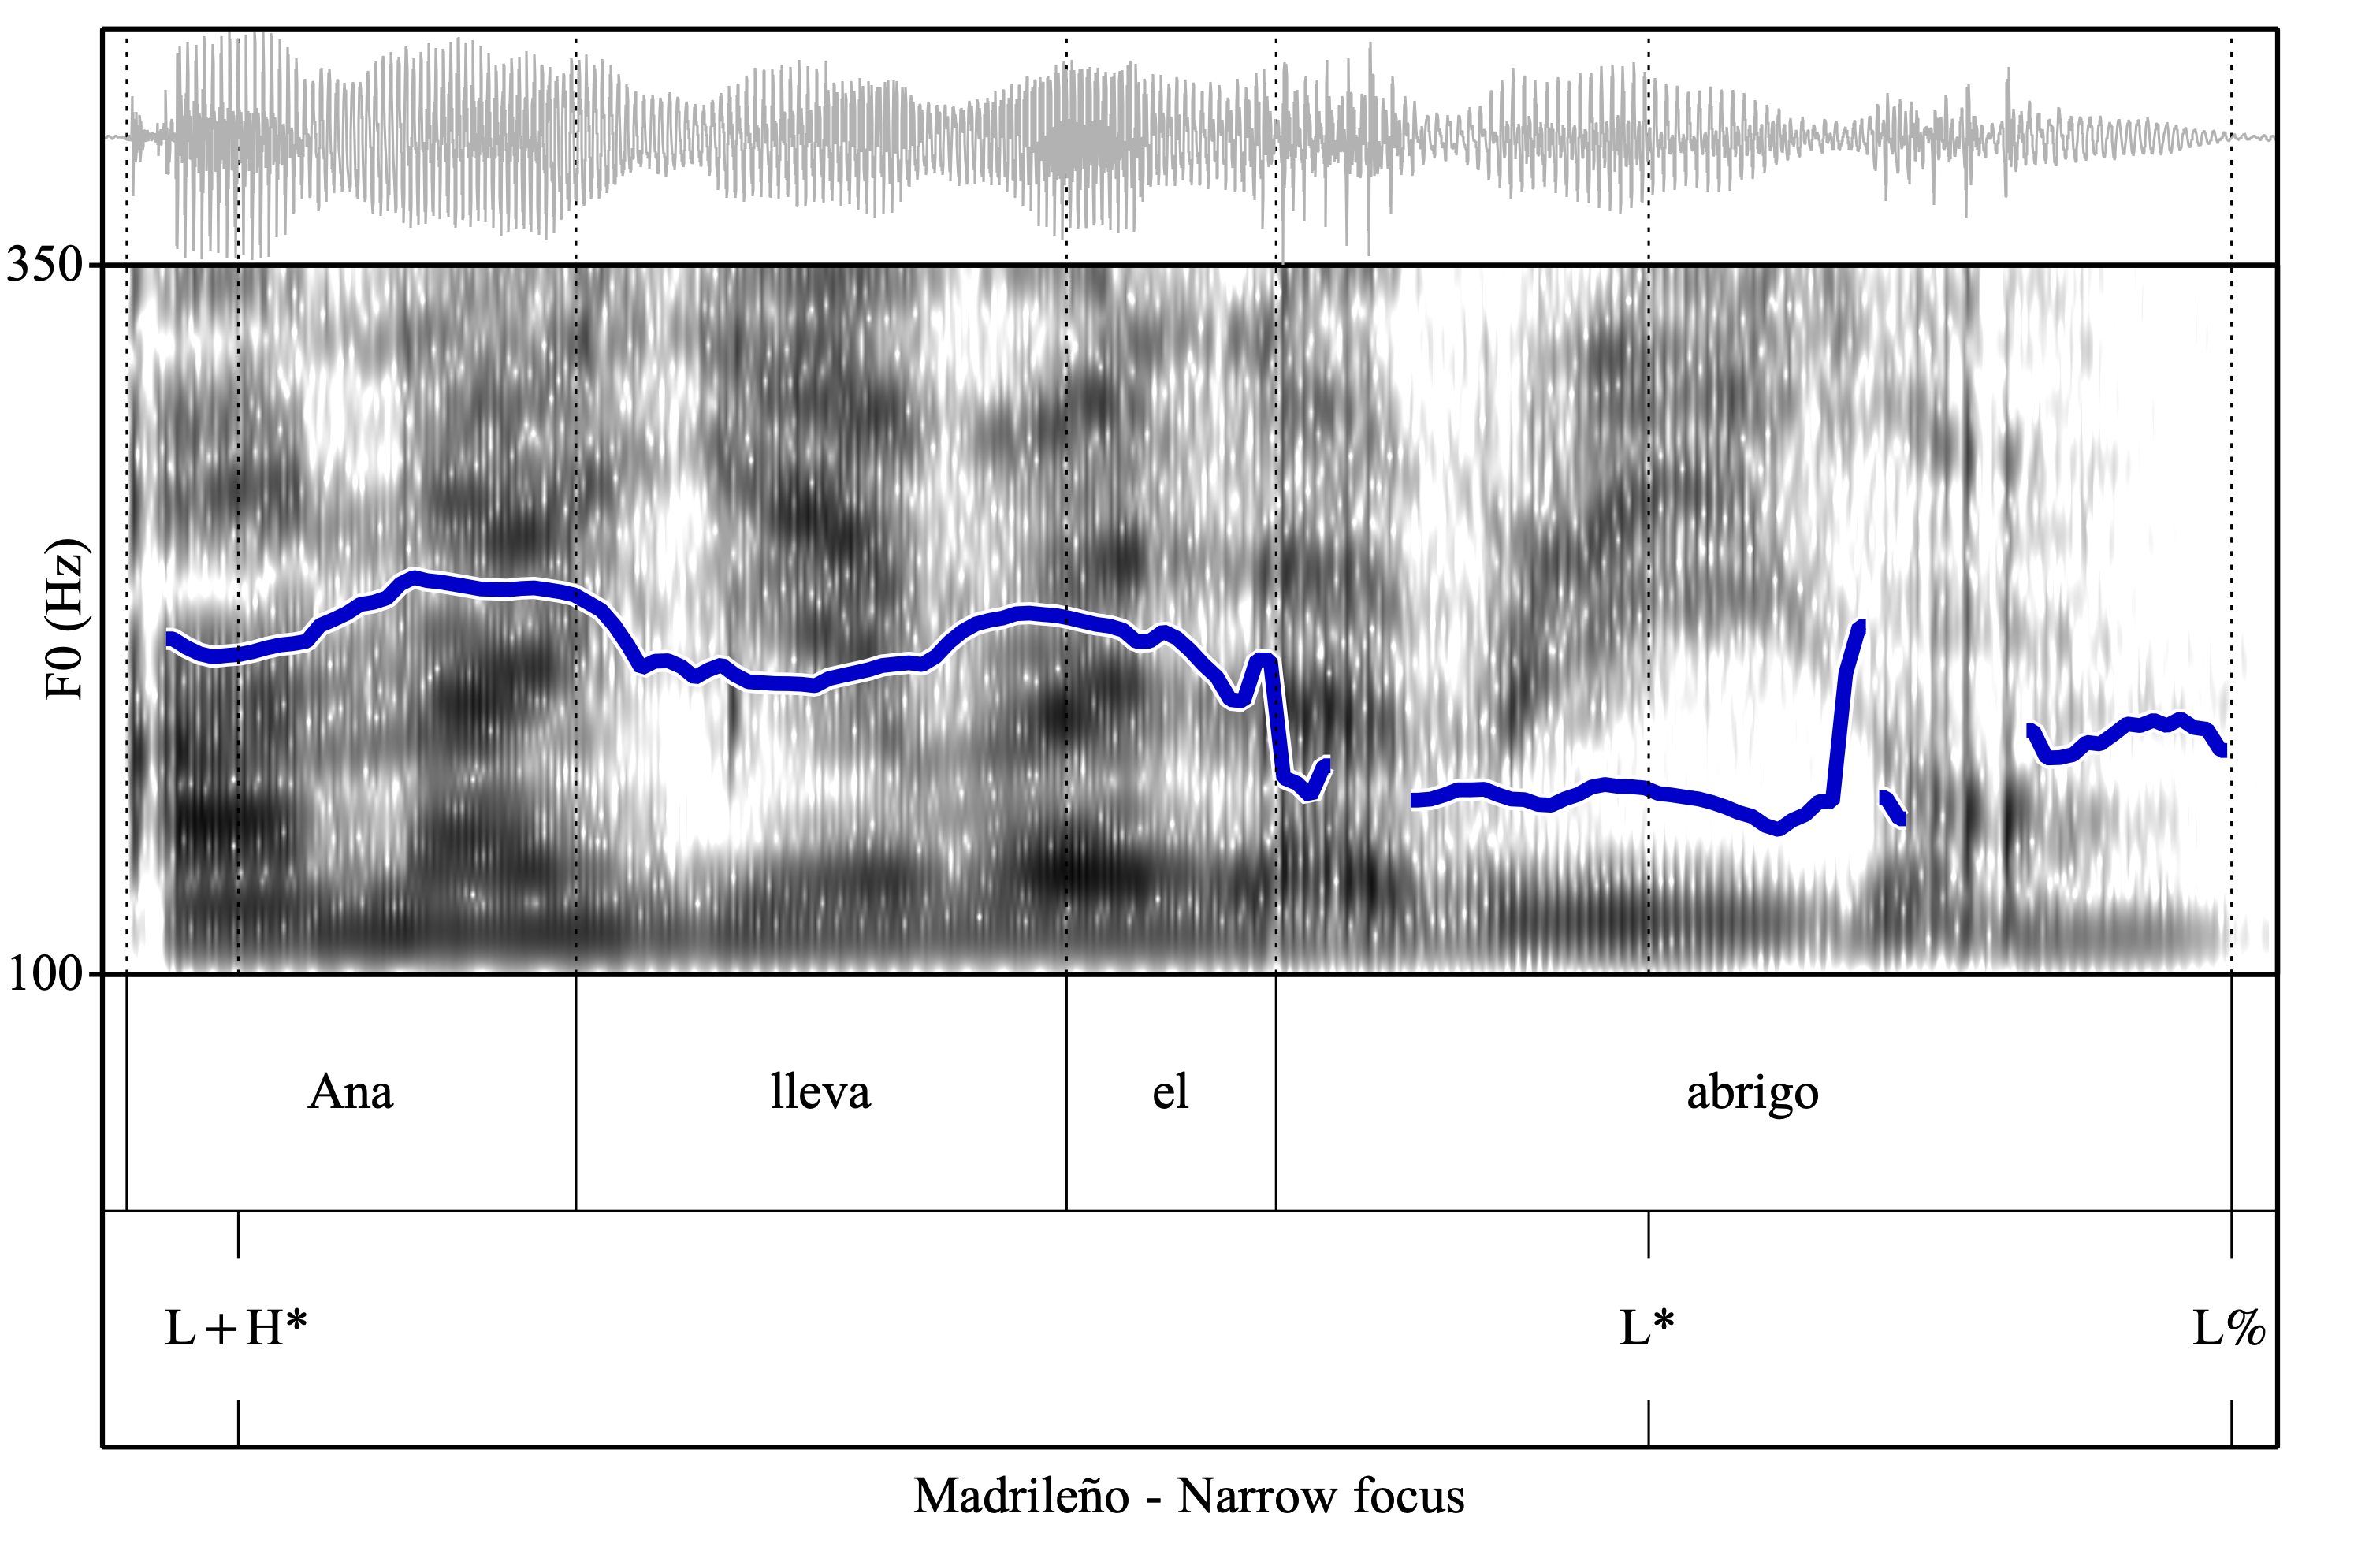 350
F0 (Hz)
100
Ana lleva el abrigo
L+H* L* L%
Madrileño - Narrow focus